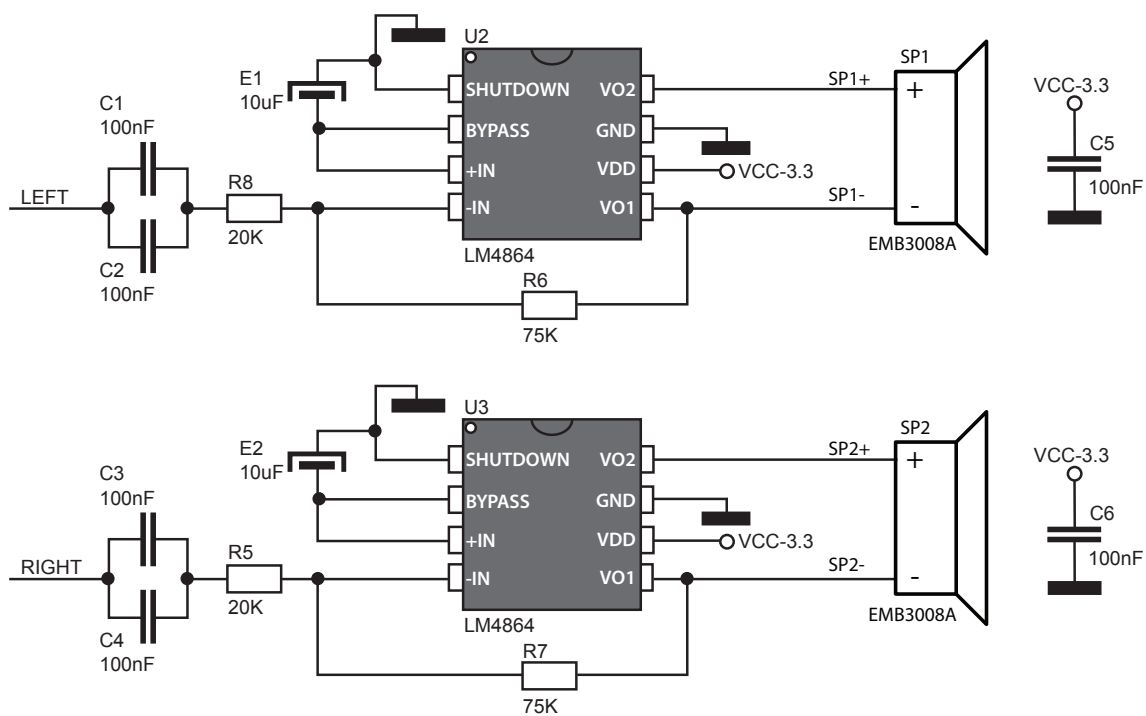 U2
SP1
E1
10uF
SHUTDOWN
VO2
SP1+
+
VCC-3.3
C1
100nF
BYPASS
GND
C5
100nF
+IN
VDD
VCC-3.3
LEFT
R8
20K
-IN
VO1
SP1-
-
C2
100nF
LM4864
EMB3008A
R6
75K
U3
SP2
E2
10uF
SHUTDOWN
VO2
SP2+
+
VCC-3.3
C3
100nF
BYPASS
GND
C6
100nF
+IN
VDD
VCC-3.3
RIGHT
R5
20K
-IN
VO1
SP2-
-
C4
100nF
LM4864
EMB3008A
R7
75K